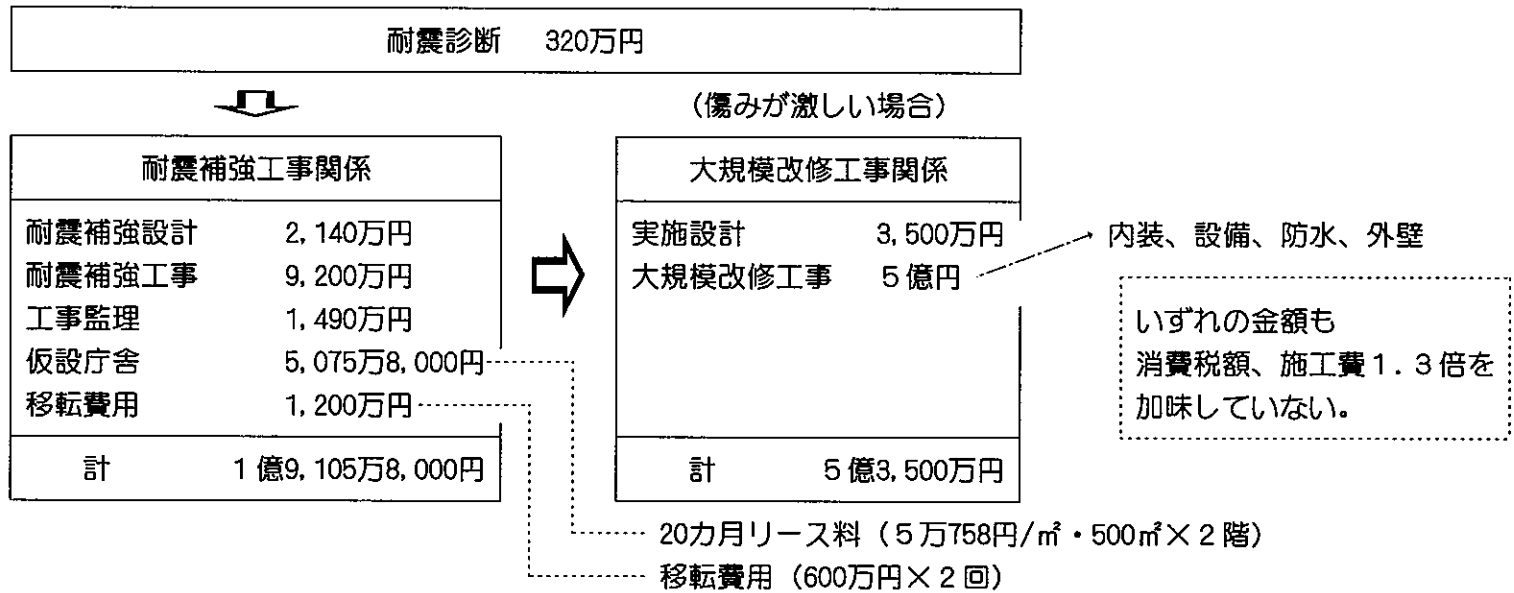 耐震診断 320万円
(傷みが激しい場合)
耐震補強工事関係
耐震補強設計 2,140万円
耐震補強工事 9,200万円
工事監理 1,490万円
仮設庁舎 5,075万8,000円
移転費用 1,200万円
計 1億9,105万8,000円
大規模改修工事関係
実施設計 3,500万円
大規模改修工事 5億円
計 5億3,500万円
内装、設備、防水、外壁
いずれの金額も
消費税額、施工費1.3倍を
加味していない。
20カ月リース料(5万758円/㎡・500㎡×2階)
移転費用(600万円×2回)